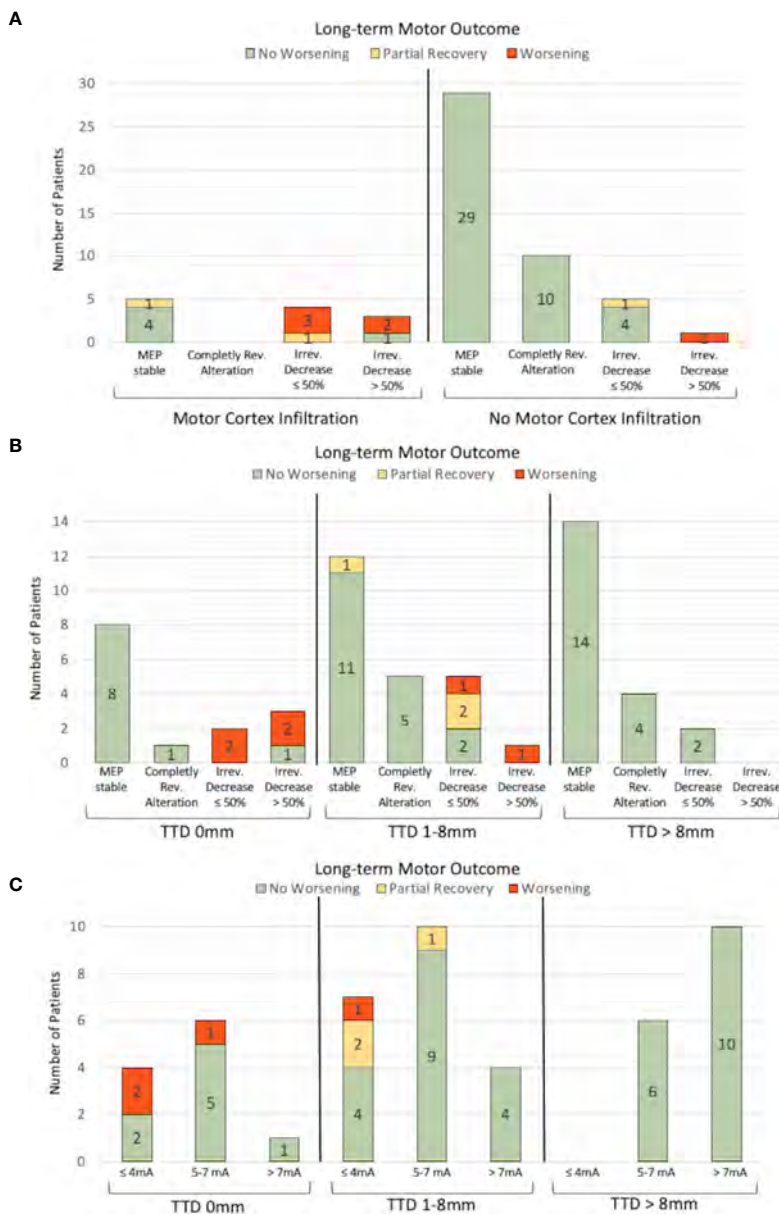 A
Long-term Motor Outcome
No Worsening Partial Recovery Worsening
Number of Patients
30
25
20
15
10
5
0
1
4
3
1
2
1
29
10
1
4
1
MEP stable
Completly Rev. Alteration
Irrev. Decrease ≤ 50%
Irrev. Decrease > 50%
MEP stable
Completly Rev. Alteration
Irrev. Decrease ≤ 50%
Irrev. Decrease > 50%
Motor Cortex Infiltration
No Motor Cortex Infiltration
B
Long-term Motor Outcome
No Worsening Partial Recovery Worsening
Number of Patients
14
12
10
8
6
4
2
0
8
1
2
2
1
1
11
5
1
2
2
1
14
4
2
MEP stable
Completly Rev. Alteration
Irrev. Decrease ≤ 50%
Irrev. Decrease > 50%
MEP stable
Completly Rev. Alteration
Irrev. Decrease ≤ 50%
Irrev. Decrease > 50%
MEP stable
Completly Rev. Alteration
Irrev. Decrease ≤ 50%
Irrev. Decrease > 50%
TTD 0mm
TTD 1-8mm
TTD > 8mm
C
Long-term Motor Outcome
No Worsening Partial Recovery Worsening
Number of Patients
10
8
6
4
2
0
2
2
1
5
1
1
2
4
1
9
4
6
10
≤ 4mA
5-7 mA
> 7mA
≤ 4mA
5-7 mA
> 7mA
≤ 4mA
5-7 mA
> 7mA
TTD 0mm
TTD 1-8mm
TTD > 8mm